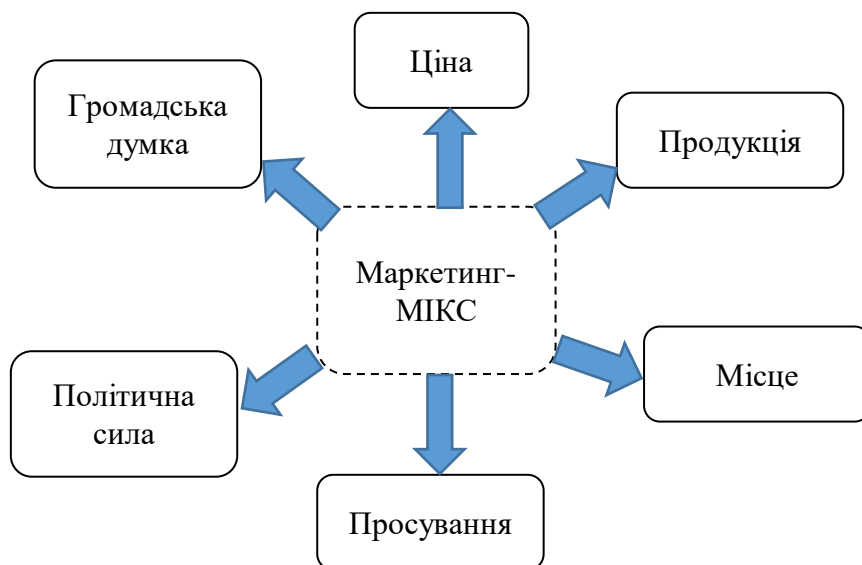 Ціна
Громадська
думка
Продукція
Маркетинг-
МІКС
Місце
Політична
сила
Просування